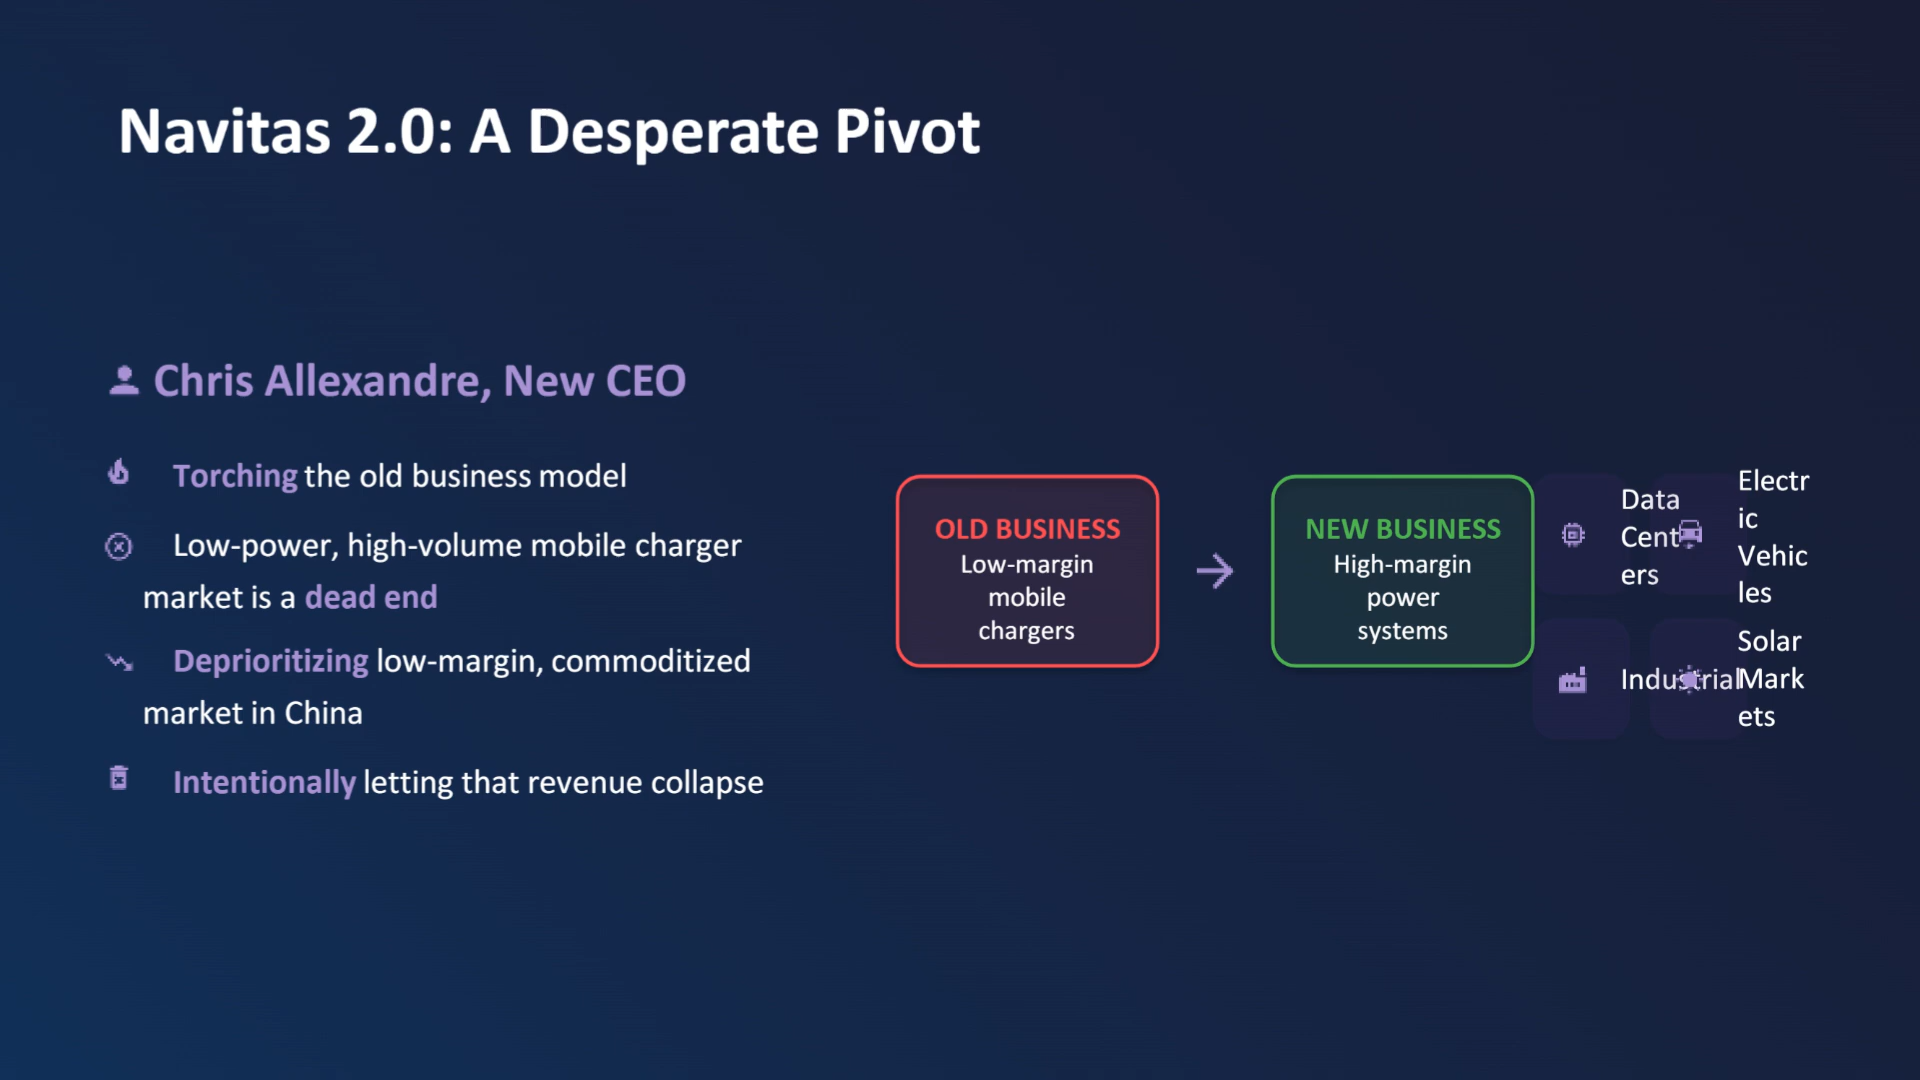 Navitas 2.0: A Desperate Pivot
Chris Allexandre, New CEO
Torching the old business model
Low-power, high-volume mobile charger
market is a dead end
Deprioritizing low-margin, commoditized
market in China
Intentionally letting that revenue collapse
OLD BUSINESS
Low-margin
mobile
chargers
NEW BUSINESS
High-margin
power
systems
Data
Cent
ers
Electr
ic
Vehic
les
Industrial
Solar
Mark
ets